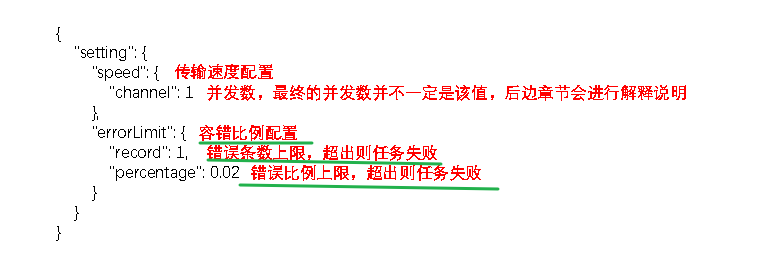 {
"setting": {
"speed": { 传输速度配置
"channel": 1 并发数，最终的并发数并不一定是该值，后边章节会进行解释说明
},
"errorLimit": { 容错比例配置
"record": 1, 错误条数上限，超出则任务失败
"percentage": 0.02 错误比例上限，超出则任务失败
}
}
}